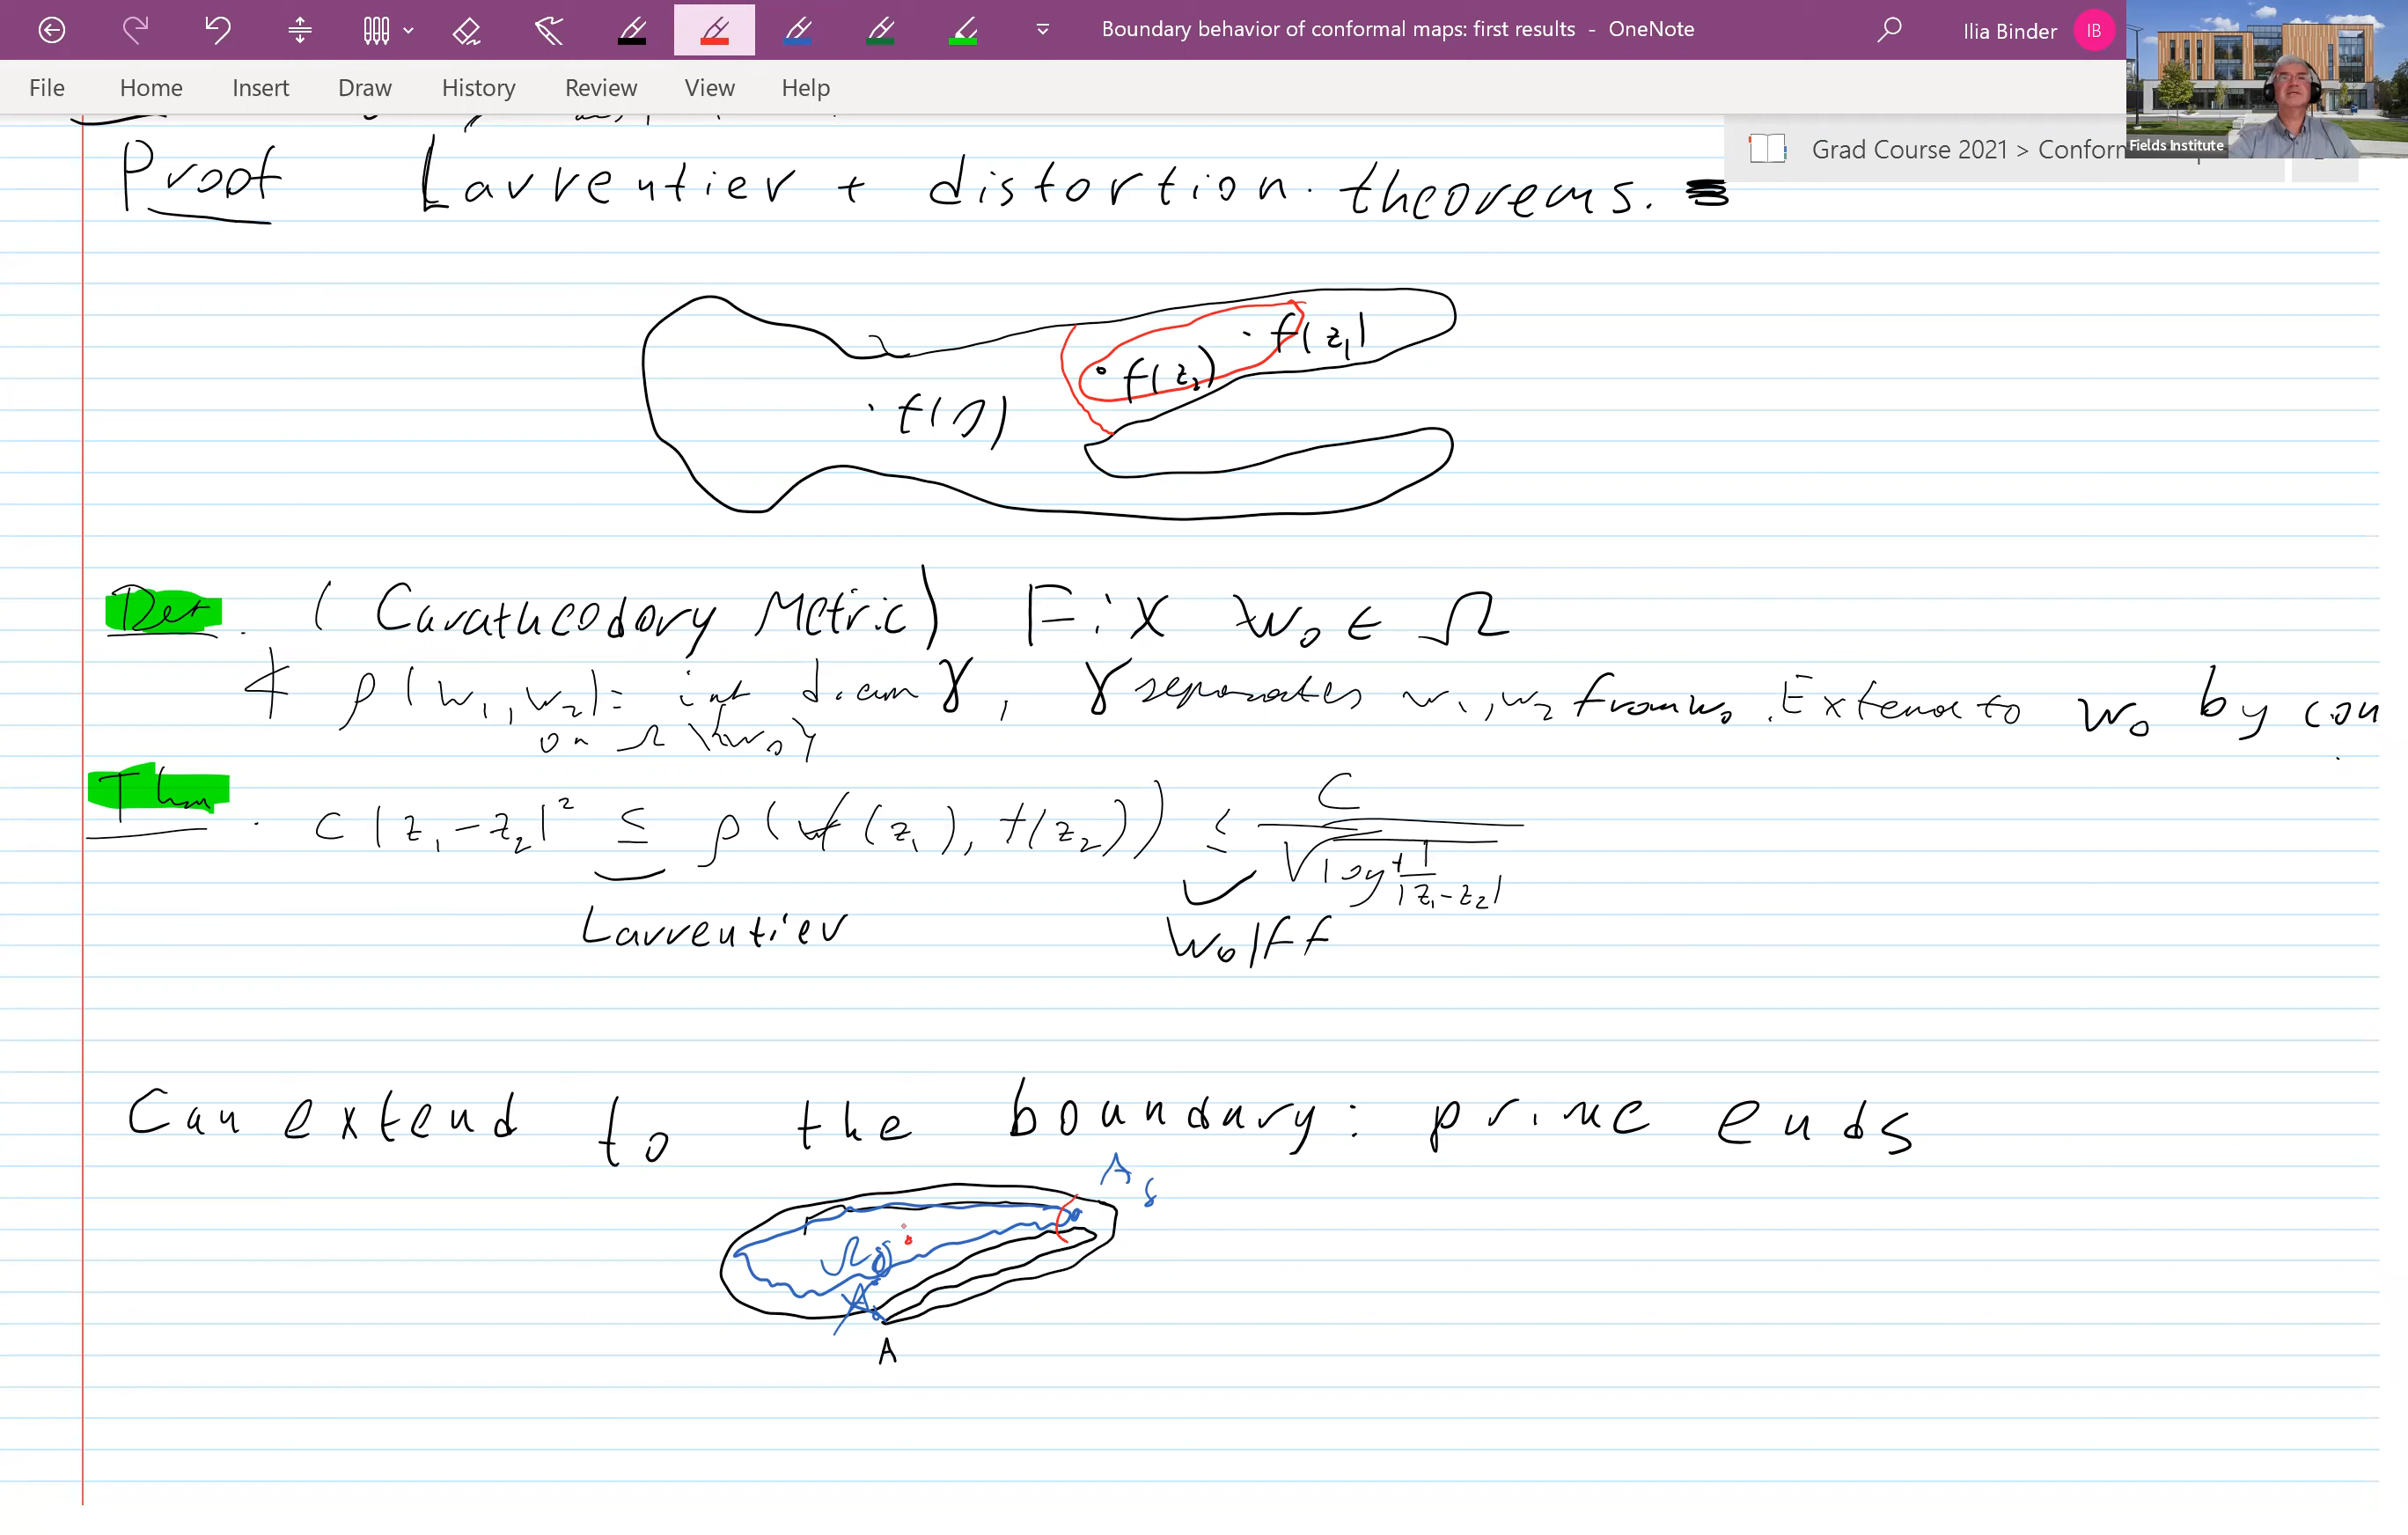 Boundary behavior of conformal maps: first results - OneNote
Ilia Binder IB
File Home Insert Draw History Review View Help
Grad Course 2021 > Conform
Fields Institute
Proof Lavrentiev + distortion theorems.
f(z₁)
f(z₂)
f(0)
Def. (Caratheodory Metric) Fix w₀ ∈ Ω
ρ(w₁, w₂) = inf diam γ, γ separates w₁, w₂ from w₀. Extend to w₀ by con
on Ω \ {w₀}
Thm. C |z₁ - z₂|² ≤ ρ(f(z₁), f(z₂)) ≤ C / √(log⁺ 1/|z₁ - z₂|)
Lavrentiev Wolff
Can extend to the boundary: prime ends
A_δ
Ω_δ
A